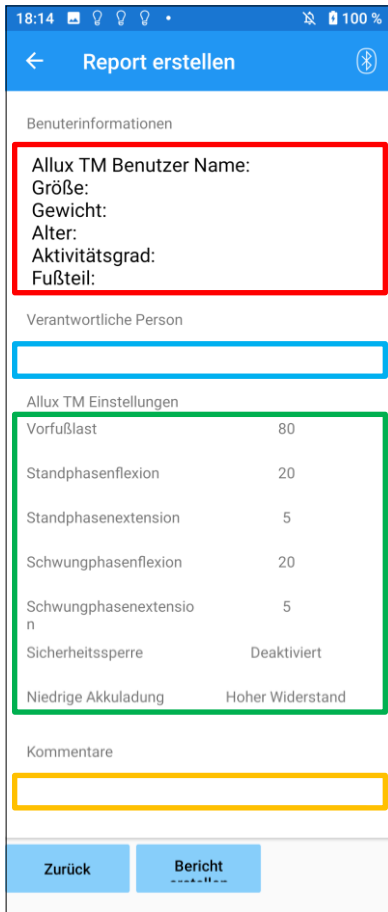 18:14 100 %
Report erstellen
Benuterinformationen
Allux TM Benutzer Name:
Größe:
Gewicht:
Alter:
Aktivitätsgrad:
Fußteil:
Verantwortliche Person
Allux TM Einstellungen
Vorfußlast 80
Standphasenflexion 20
Standphasenextension 5
Schwungphasenflexion 20
Schwungphasenextensio 5
n
Sicherheitssperre Deaktiviert
Niedrige Akkuladung Hoher Widerstand
Kommentare
Zurück Bericht